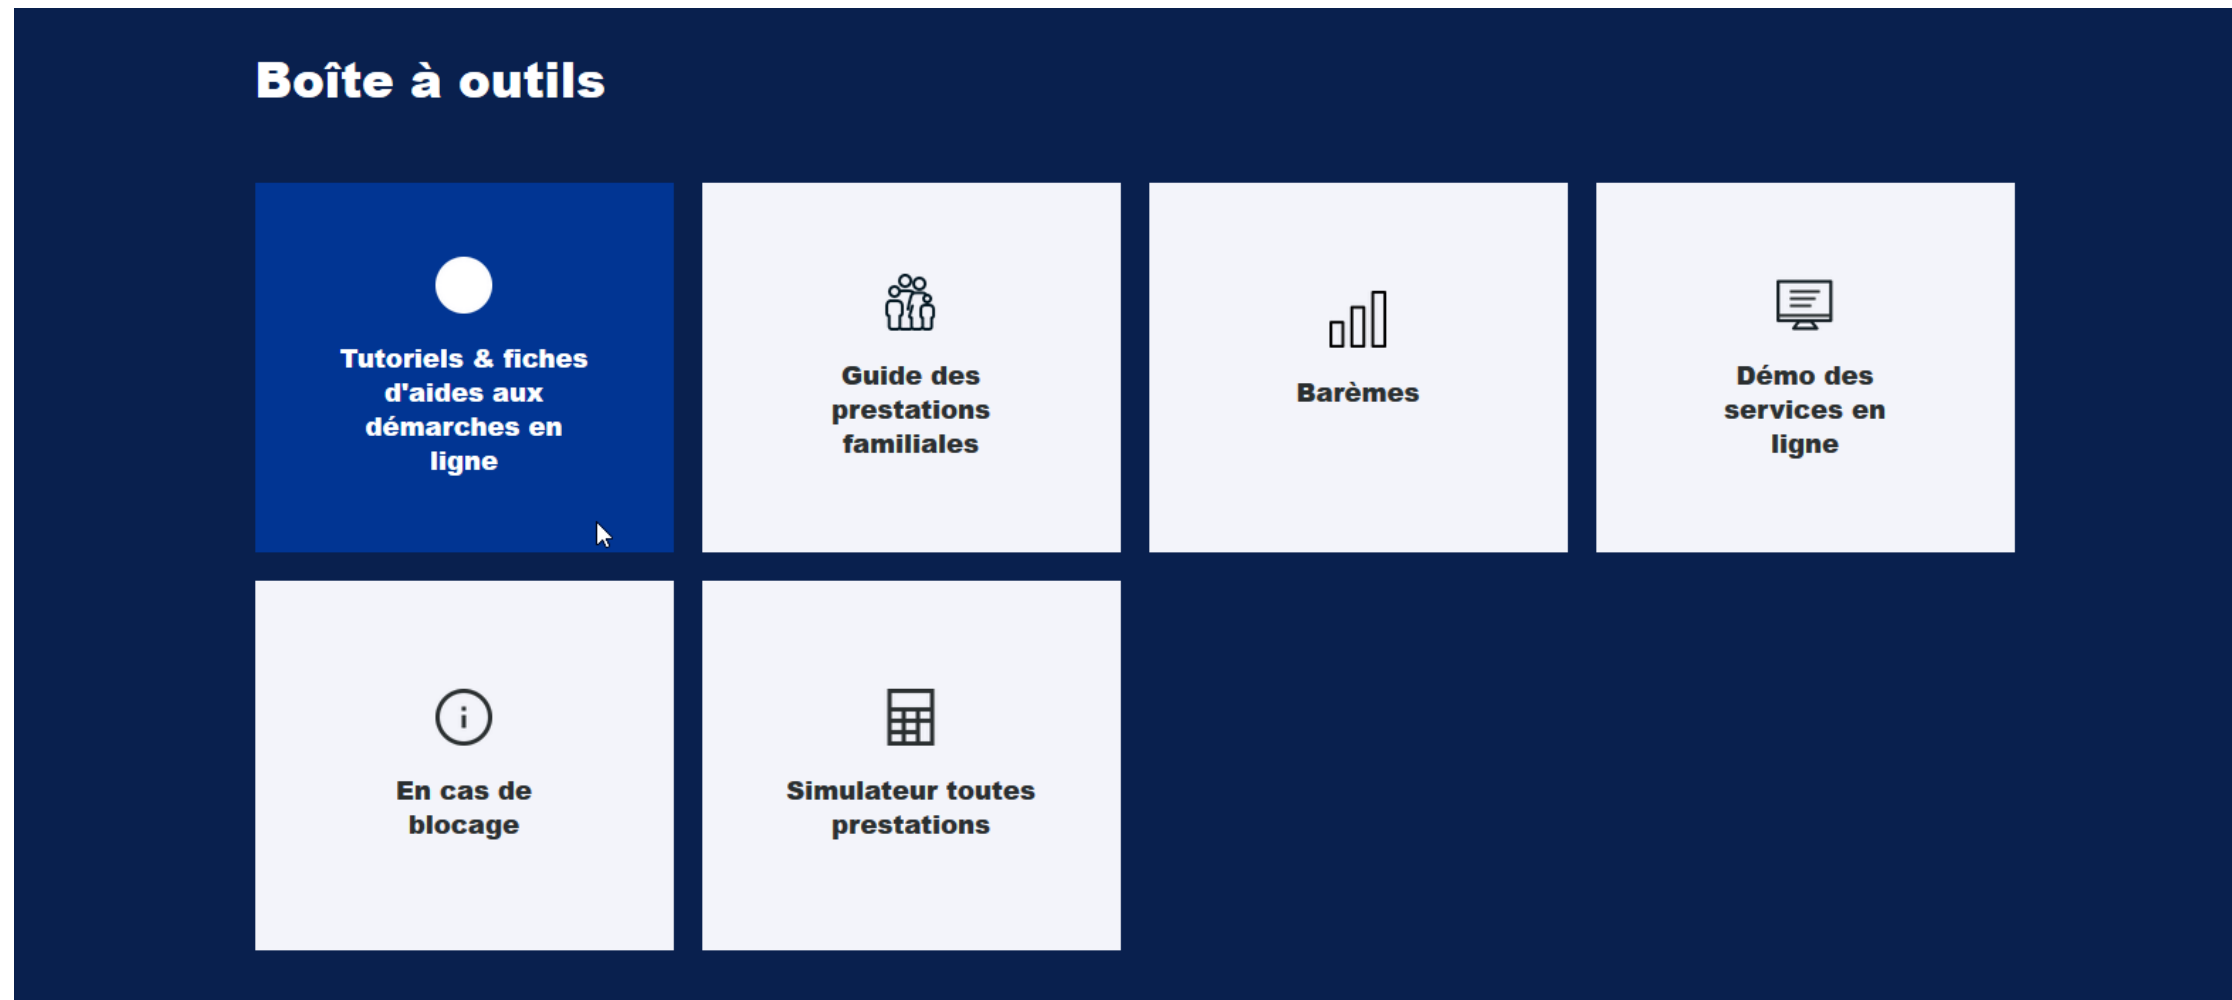 Boîte à outils
Tutoriels & fiches
d'aides aux
démarches en
ligne
Guide des
prestations
familiales
Barèmes
Démo des
services en
ligne
En cas de
blocage
Simulateur toutes
prestations